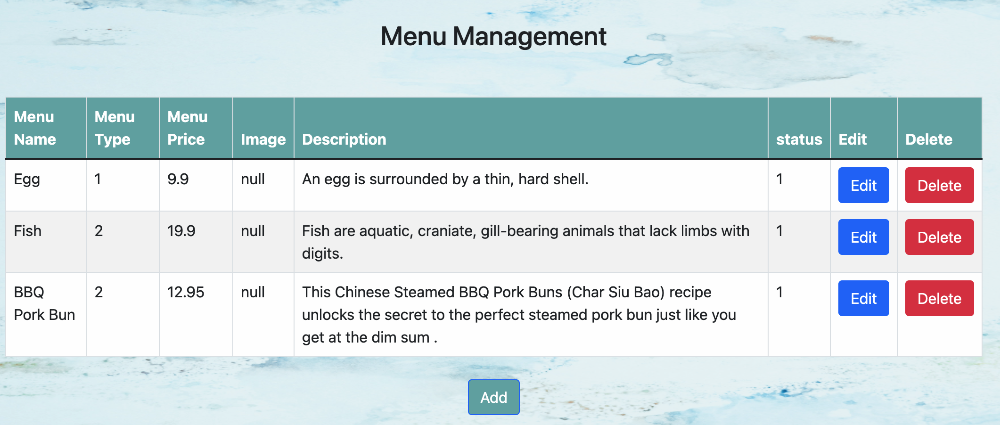 Menu Management
Menu Name Menu Type Menu Price Image Description status Edit Delete
Egg 1 9.9 null An egg is surrounded by a thin, hard shell. 1 Edit Delete
Fish 2 19.9 null Fish are aquatic, craniate, gill-bearing animals that lack limbs with
digits. 1 Edit Delete
BBQ
Pork Bun 2 12.95 null This Chinese Steamed BBQ Pork Buns (Char Siu Bao) recipe
unlocks the secret to the perfect steamed pork bun just like you
get at the dim sum . 1 Edit Delete
Add